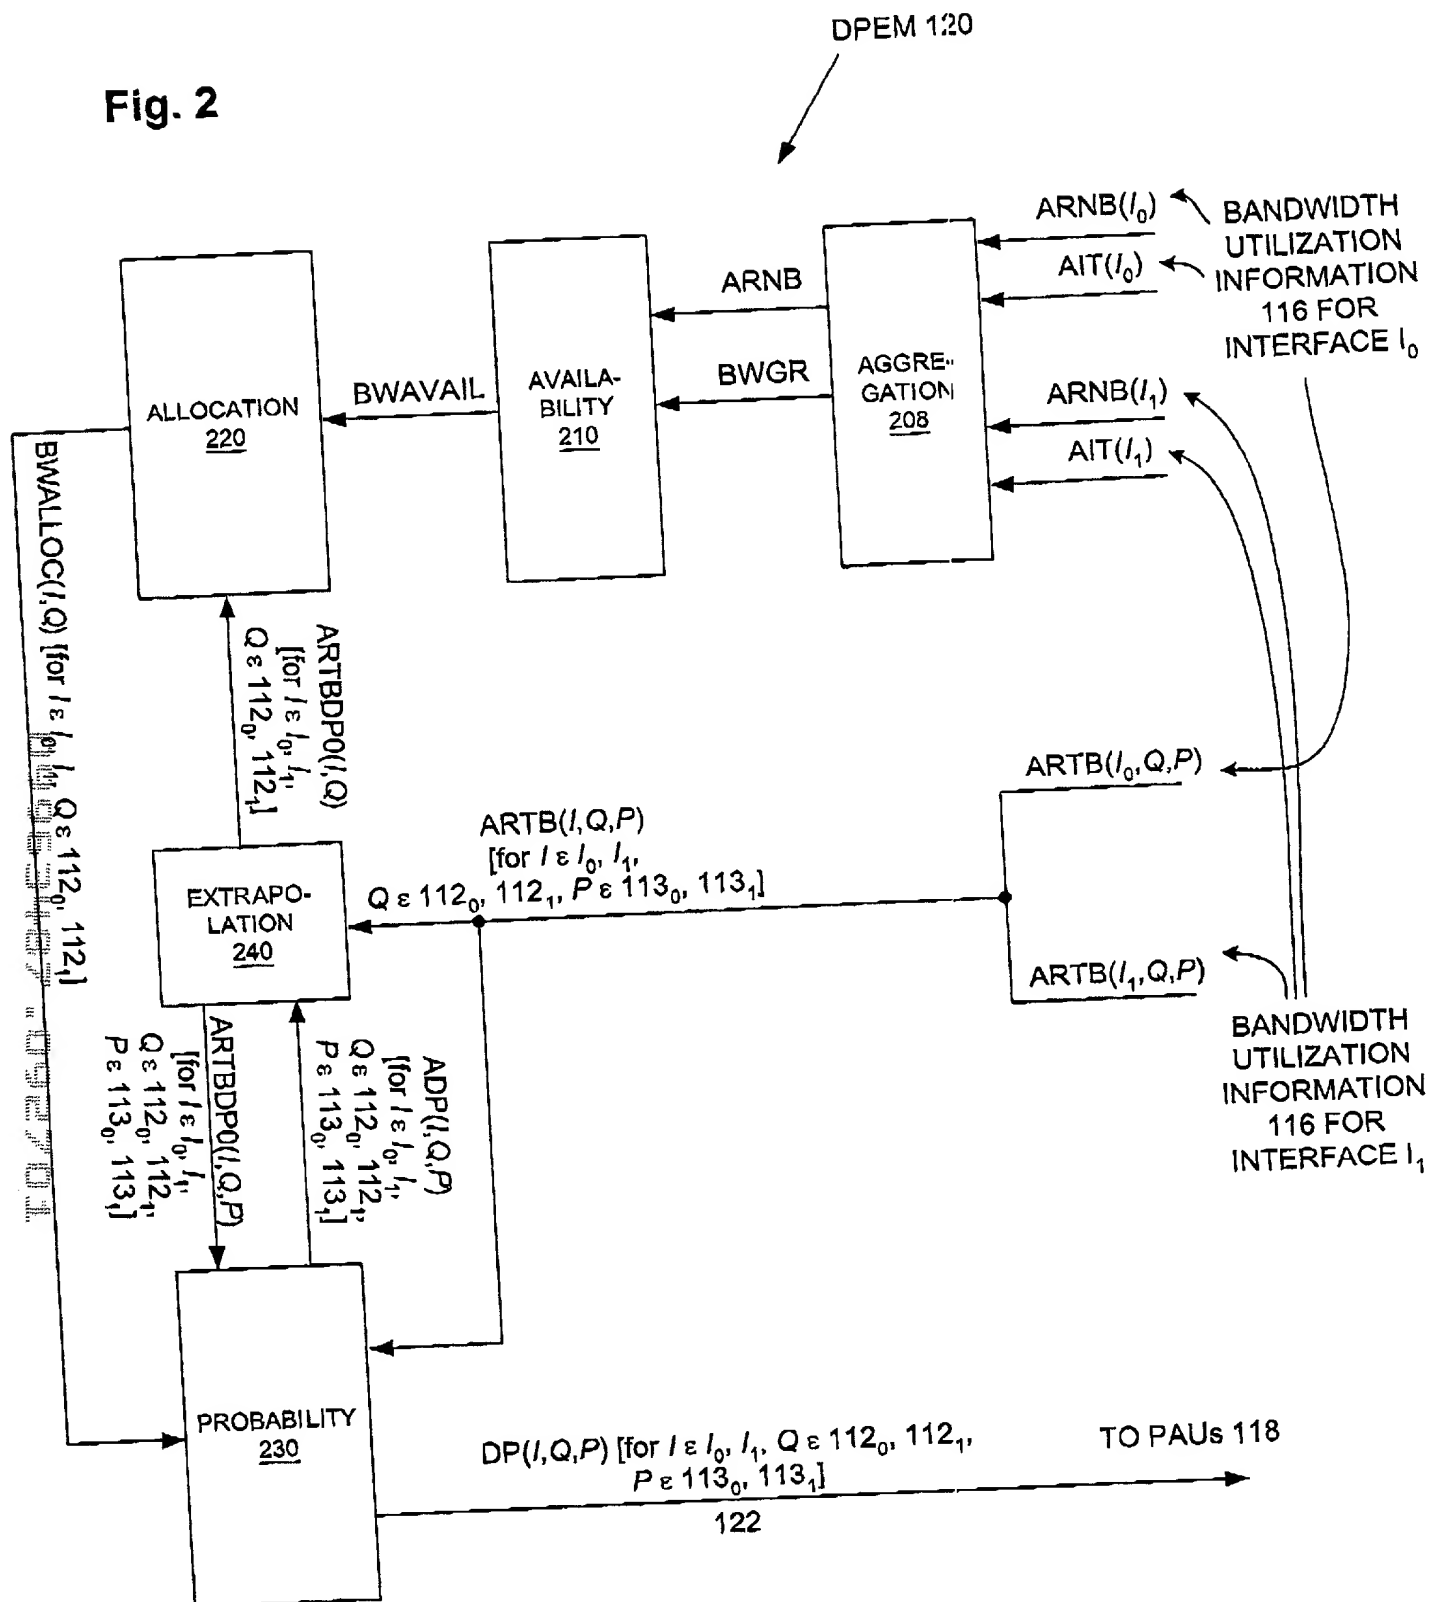 DPEM 120
Fig. 2
ARNB(I0)
AIT(I0)
BANDWIDTH
UTILIZATION
INFORMATION
116 FOR
INTERFACE I0
ARNB
BWGR
AGGRE-
GATION
208
AVAILA-
BILITY
210
BWAVAIL
ALLOCATION
220
ARNB(I1)
AIT(I1)
BWALLOC(I,Q) [for I ε I0, I1, Q ε 1120, 1121]
ARTBDP0(I,Q)
[for I ε I0, I1,
Q ε 1120, 1121]
ARTB(I0,Q,P)
ARTB(I,Q,P)
[for I ε I0, I1,
Q ε 1120, 1121, P ε 1130, 1131]
EXTRAPO-
LATION
240
ARTB(I1,Q,P)
BANDWIDTH
UTILIZATION
INFORMATION
116 FOR
INTERFACE I1
ARTBDP0(I,Q,P)
[for I ε I0, I1,
Q ε 1120, 1121,
P ε 1130, 1131]
ADP(I,Q,P)
[for I ε I0, I1,
Q ε 1120, 1121,
P ε 1130, 1131]
PROBABILITY
230
DP(I,Q,P) [for I ε I0, I1, Q ε 1120, 1121,
P ε 1130, 1131]
122
TO PAUs 118